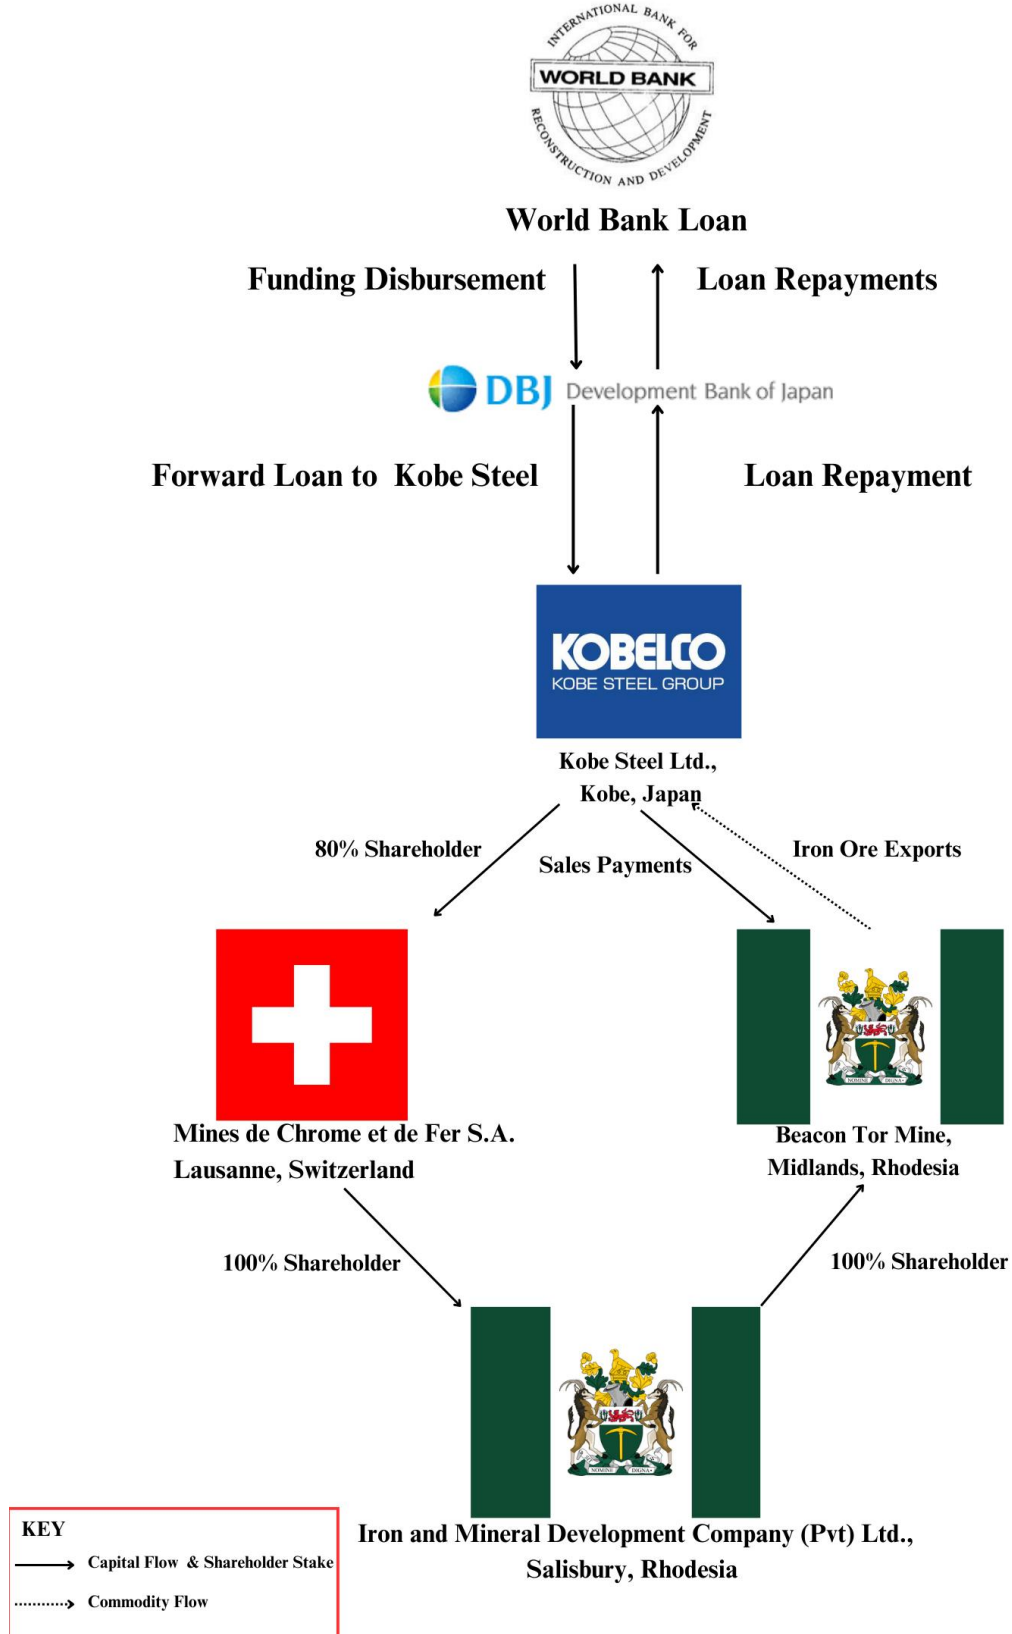 INTERNATIONAL BANK FOR
WORLD BANK
RECONSTRUCTION AND DEVELOPMENT
World Bank Loan
Funding Disbursement
Loan Repayments
DBJ Development Bank of Japan
Forward Loan to Kobe Steel
Loan Repayment
KOBELCO
KOBE STEEL GROUP
Kobe Steel Ltd.,
Kobe, Japan
80% Shareholder
Sales Payments
Iron Ore Exports
NOMINE DIGNA
Mines de Chrome et de Fer S.A.
Lausanne, Switzerland
Beacon Tor Mine,
Midlands, Rhodesia
100% Shareholder
100% Shareholder
NOMINE DIGNA
Iron and Mineral Development Company (Pvt) Ltd.,
Salisbury, Rhodesia
KEY
Capital Flow & Shareholder Stake
Commodity Flow